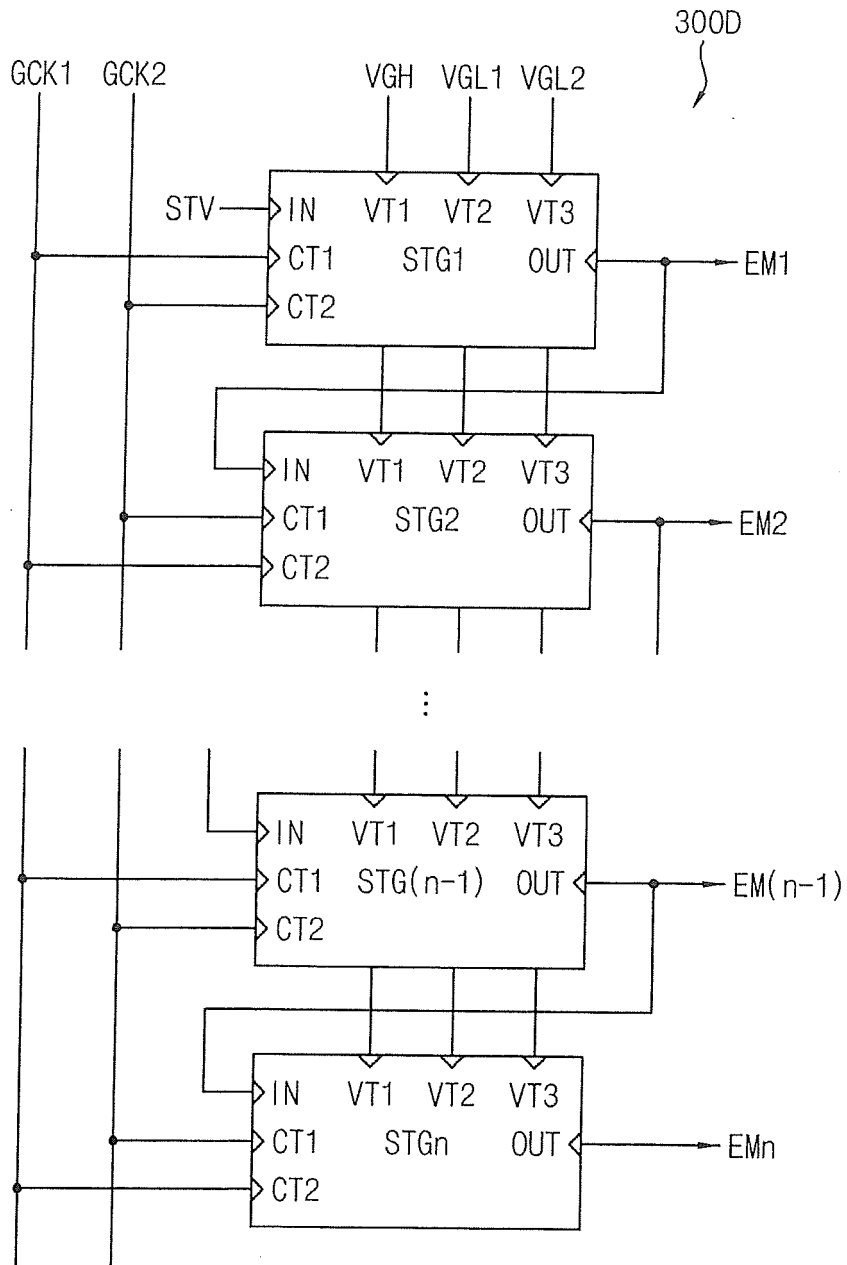 300D
GCK1 GCK2 VGH VGL1 VGL2
STV IN VT1 VT2 VT3
CT1 STG1 OUT EM1
CT2
IN VT1 VT2 VT3
CT1 STG2 OUT EM2
CT2
⋮
IN VT1 VT2 VT3
CT1 STG(n-1) OUT EM(n-1)
CT2
IN VT1 VT2 VT3
CT1 STGn OUT EMn
CT2